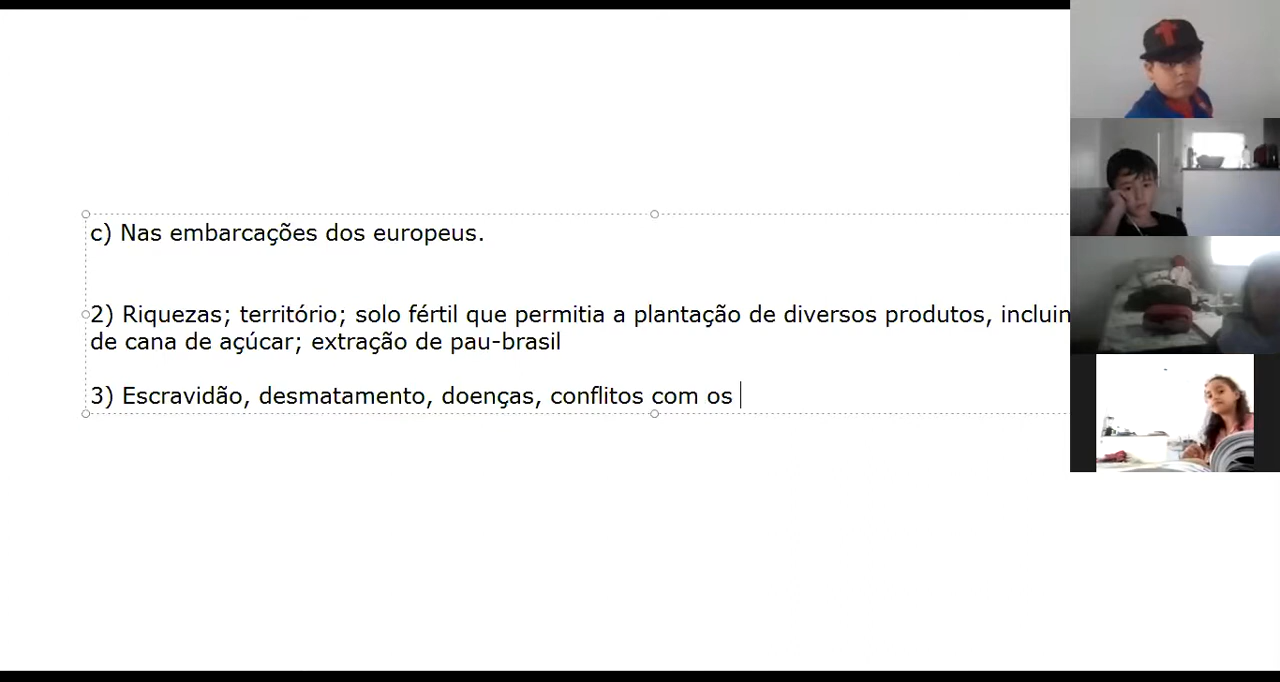 c) Nas embarcações dos europeus.
2) Riquezas; território; solo fértil que permitia a plantação de diversos produtos,
de cana de açúcar; extração de pau-brasil
3) Escravidão, desmatamento, doenças, conflitos com os